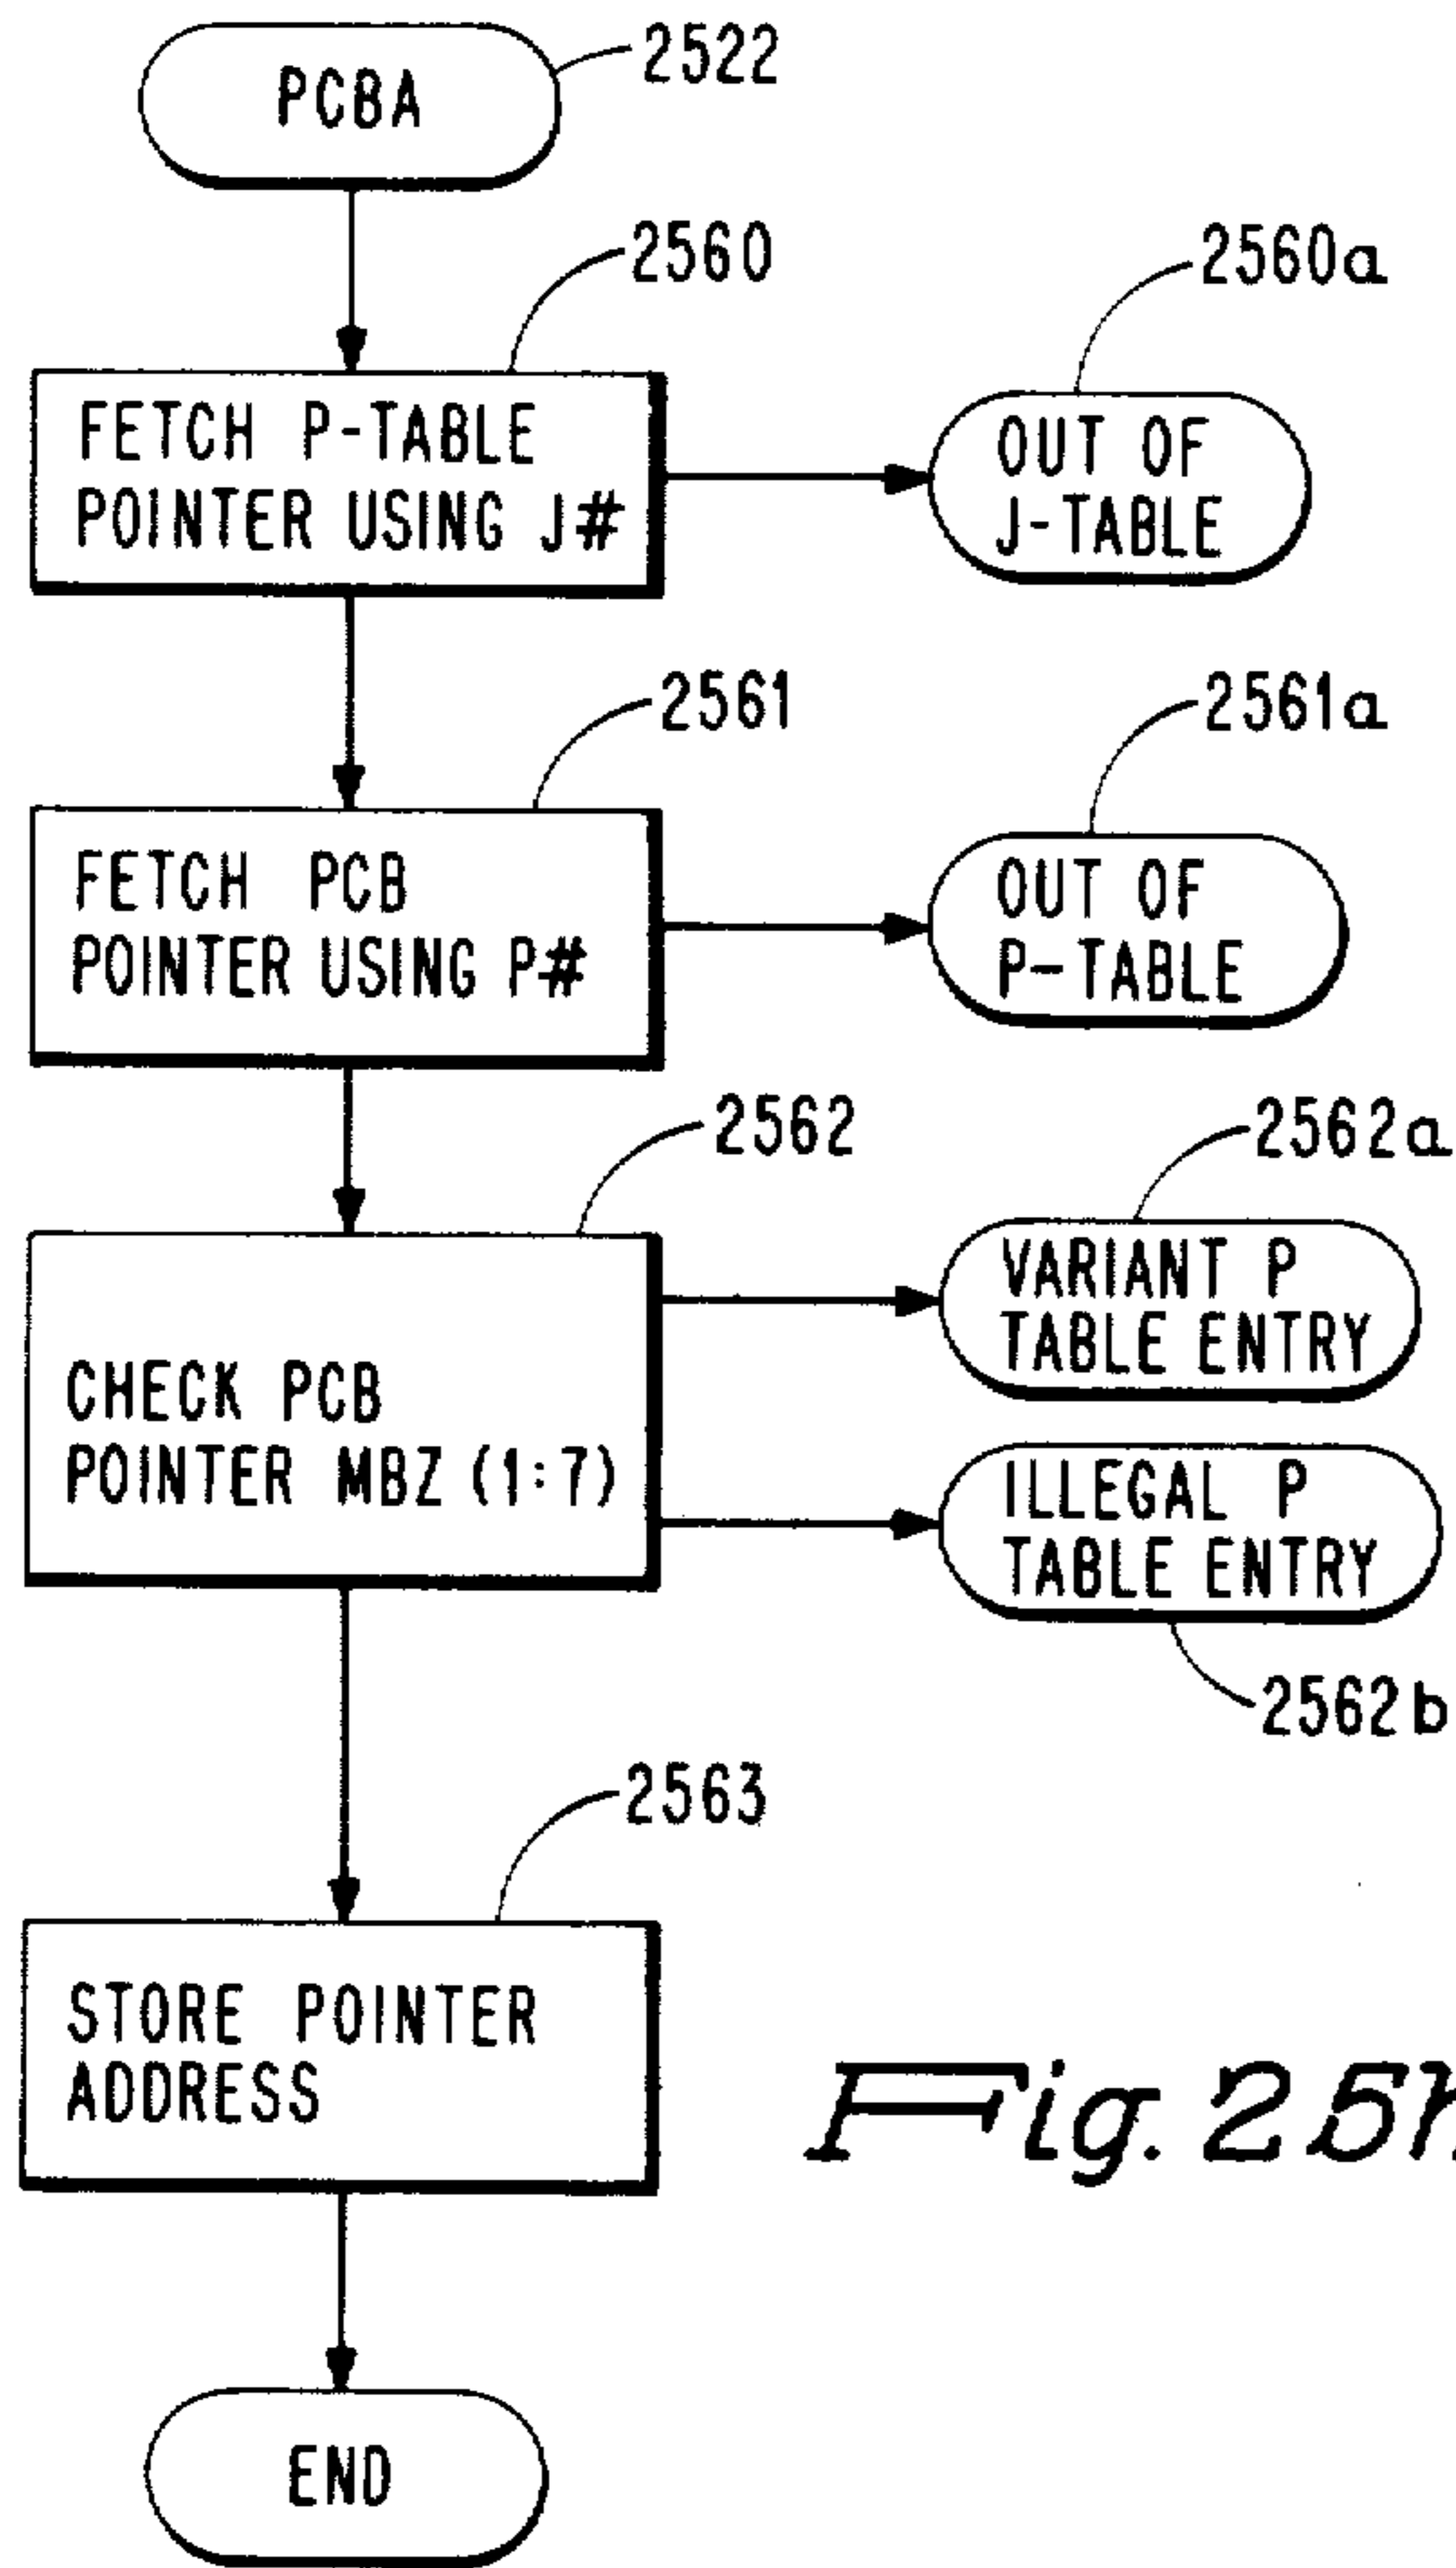 PCBA
2522
2560
FETCH P-TABLE
POINTER USING J#
2560a
OUT OF
J-TABLE
2561
FETCH PCB
POINTER USING P#
2561a
OUT OF
P-TABLE
2562
CHECK PCB
POINTER MBZ (1:7)
2562a
VARIANT P
TABLE ENTRY
ILLEGAL P
TABLE ENTRY
2562b
2563
STORE POINTER
ADDRESS
END
Fig. 25h